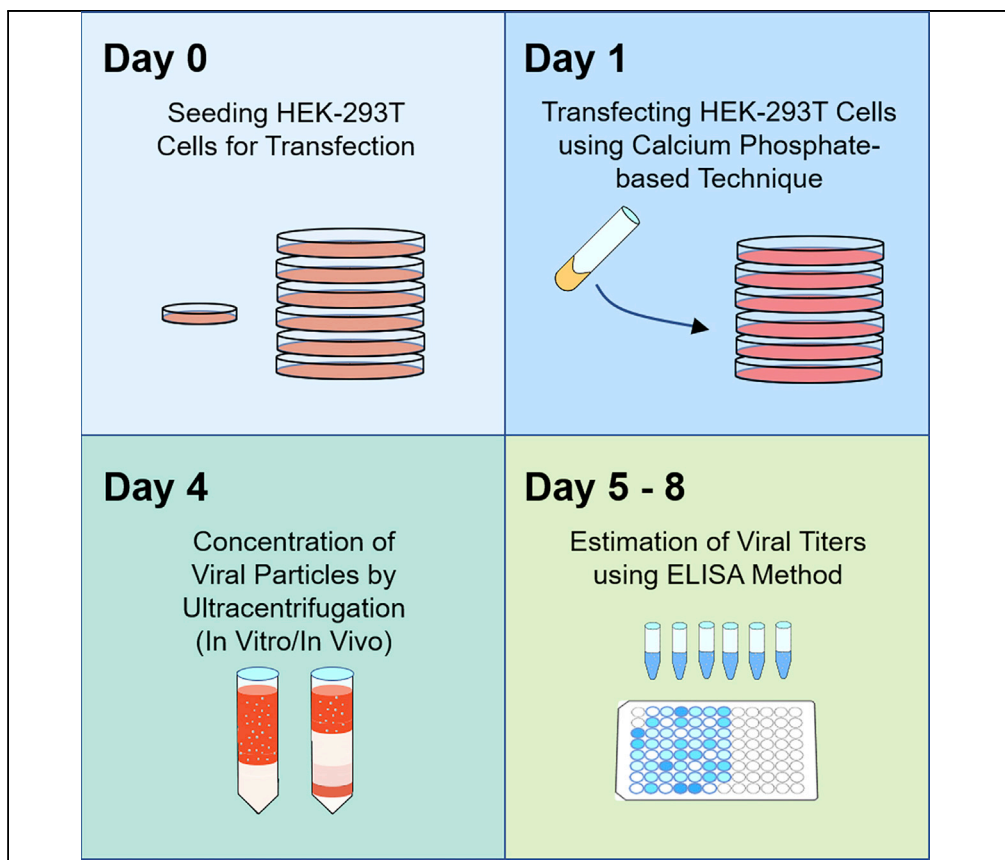 Day 0
Seeding HEK-293T
Cells for Transfection
Day 1
Transfecting HEK-293T Cells
using Calcium Phosphate-
based Technique
Day 4
Concentration of
Viral Particles by
Ultracentrifugation
(In Vitro/In Vivo)
Day 5 - 8
Estimation of Viral Titers
using ELISA Method